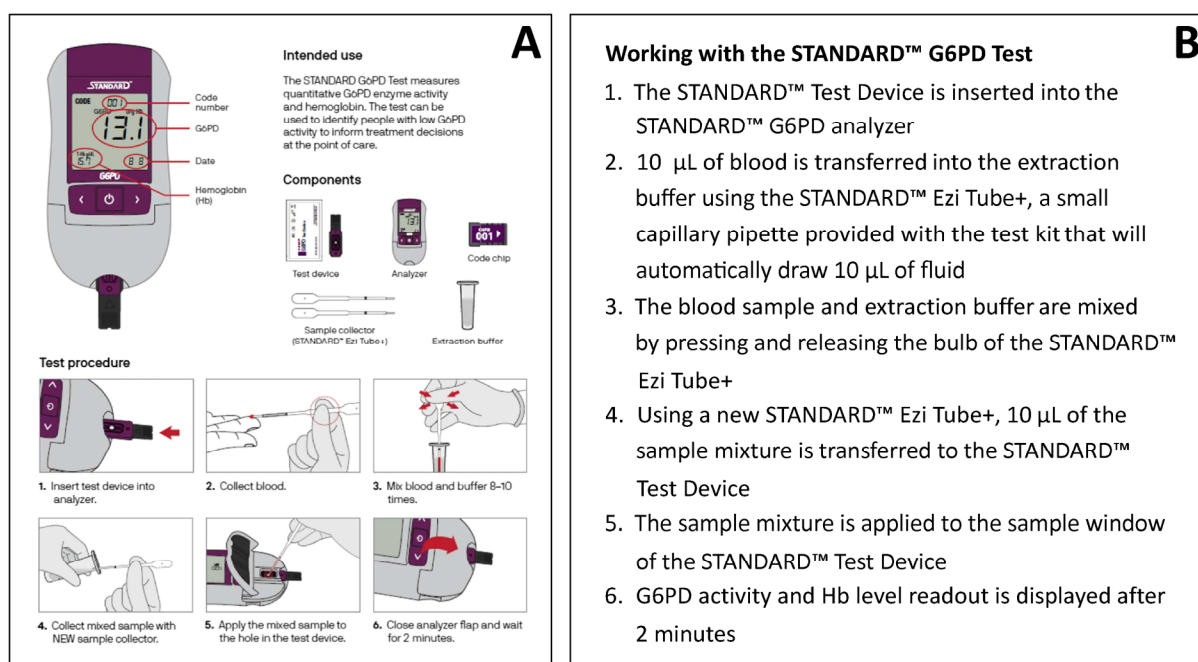 A
STANDARD™
CODE 001
G6PD
13.1
15.7
8 8
G6PD
Code
number
G6PD
Date
Hemoglobin
(Hb)
Intended use
The STANDARD G6PD Test measures
quantitative G6PD enzyme activity
and hemoglobin. The test can be
used to identify people with low G6PD
activity to inform treatment decisions
at the point of care.
Components
Test device
Analyzer
001
Code chip
Sample collector
(STANDARD™ Ezi Tube+)
Extraction buffer
Test procedure
1. Insert test device into
analyzer.
2. Collect blood.
3. Mix blood and buffer 8–10
times.
4. Collect mixed sample with
NEW sample collector.
5. Apply the mixed sample to
the hole in the test device.
6. Close analyzer flap and wait
for 2 minutes.
B
Working with the STANDARD™ G6PD Test
1. The STANDARD™ Test Device is inserted into the
STANDARD™ G6PD analyzer
2. 10 µL of blood is transferred into the extraction
buffer using the STANDARD™ Ezi Tube+, a small
capillary pipette provided with the test kit that will
automatically draw 10 µL of fluid
3. The blood sample and extraction buffer are mixed
by pressing and releasing the bulb of the STANDARD™
Ezi Tube+
4. Using a new STANDARD™ Ezi Tube+, 10 µL of the
sample mixture is transferred to the STANDARD™
Test Device
5. The sample mixture is applied to the sample window
of the STANDARD™ Test Device
6. G6PD activity and Hb level readout is displayed after
2 minutes